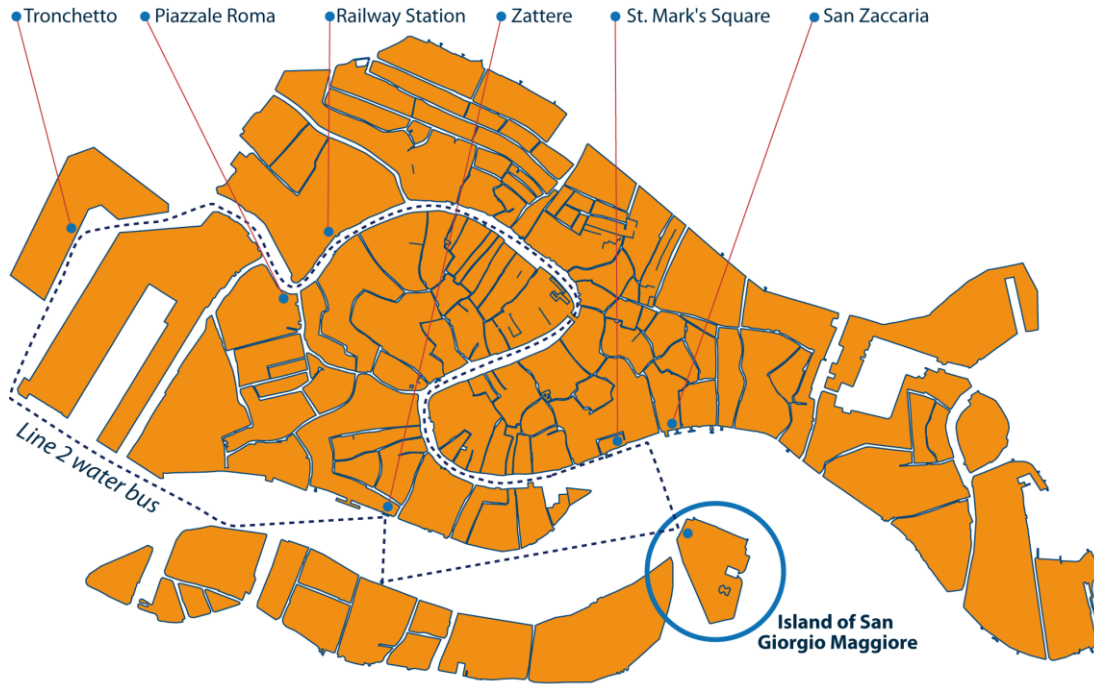 Tronchetto
Piazzale Roma
Railway Station
Zattere
St. Mark's Square
San Zaccaria
Line 2 water bus
Island of San
Giorgio Maggiore